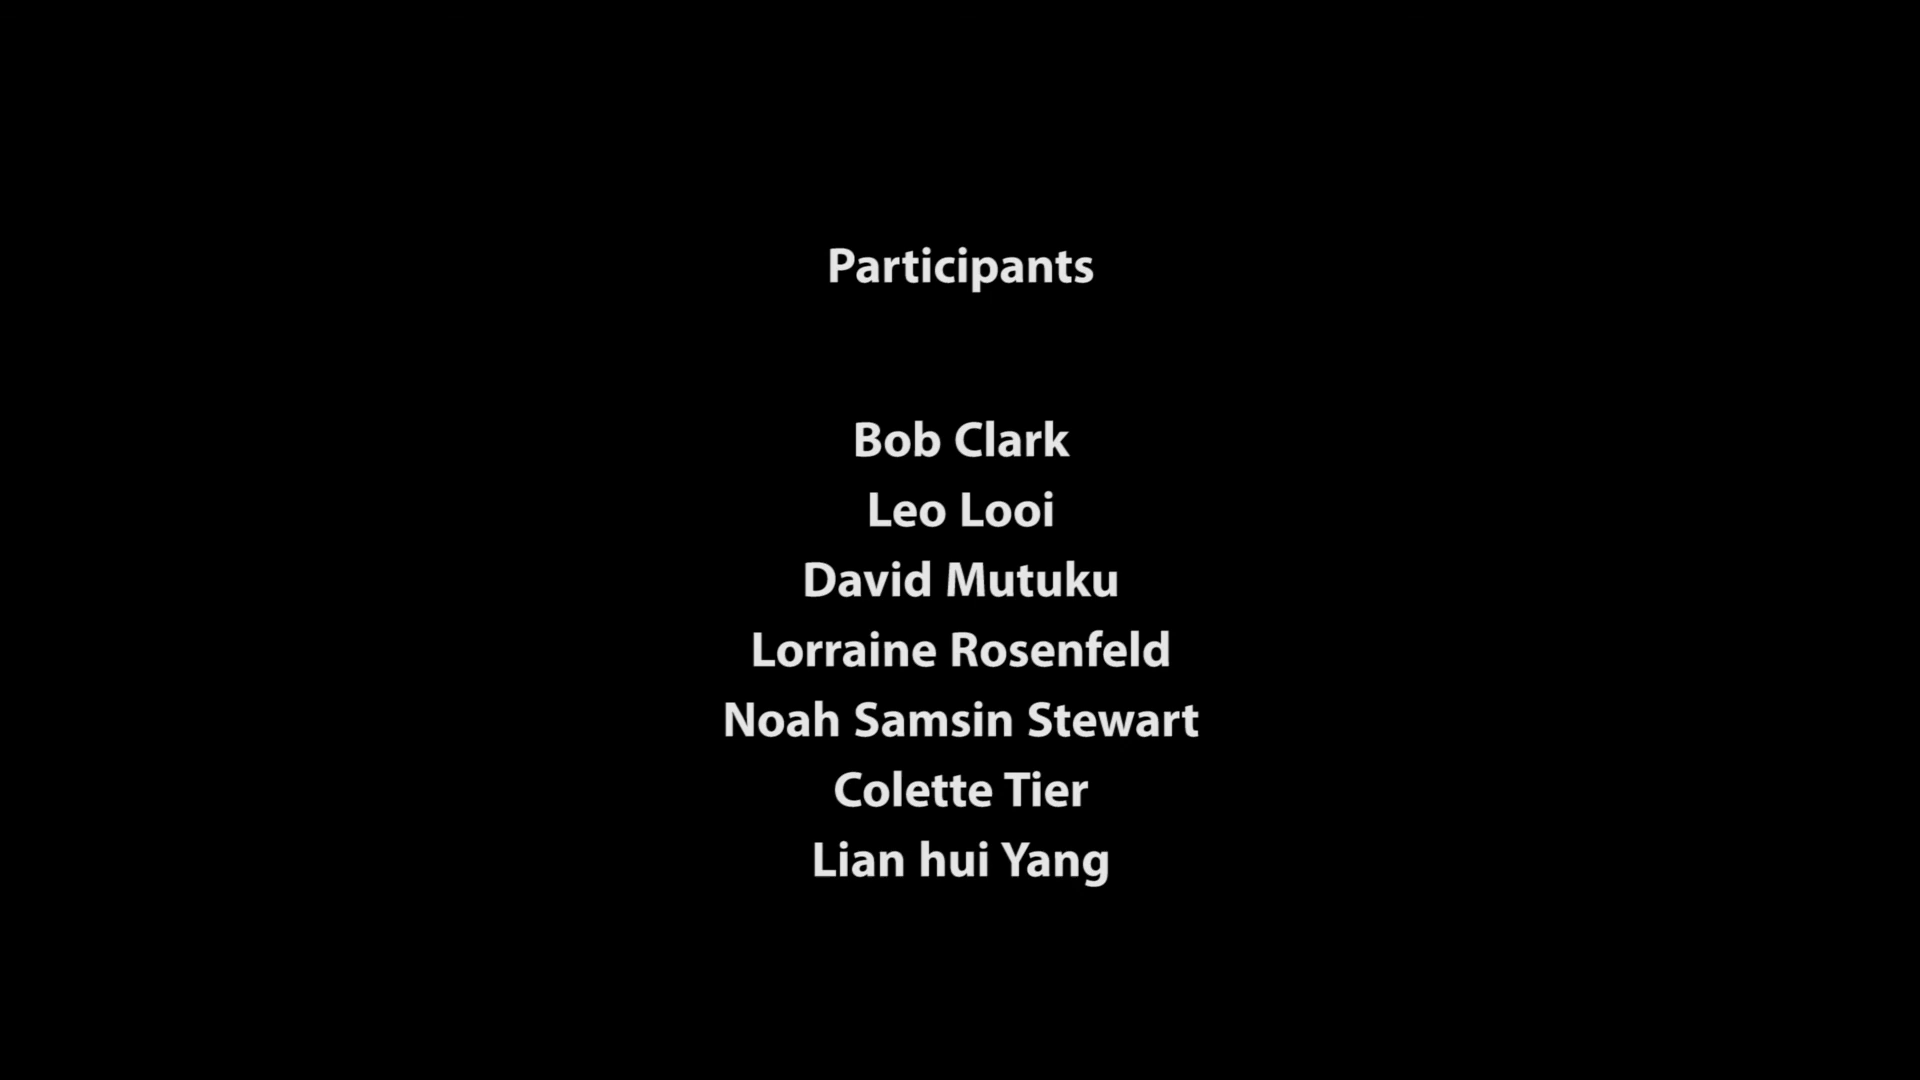 Participants
Bob Clark
Leo Looi
David Mutuku
Lorraine Rosenfeld
Noah Samsin Stewart
Colette Tier
Lian hui Yang